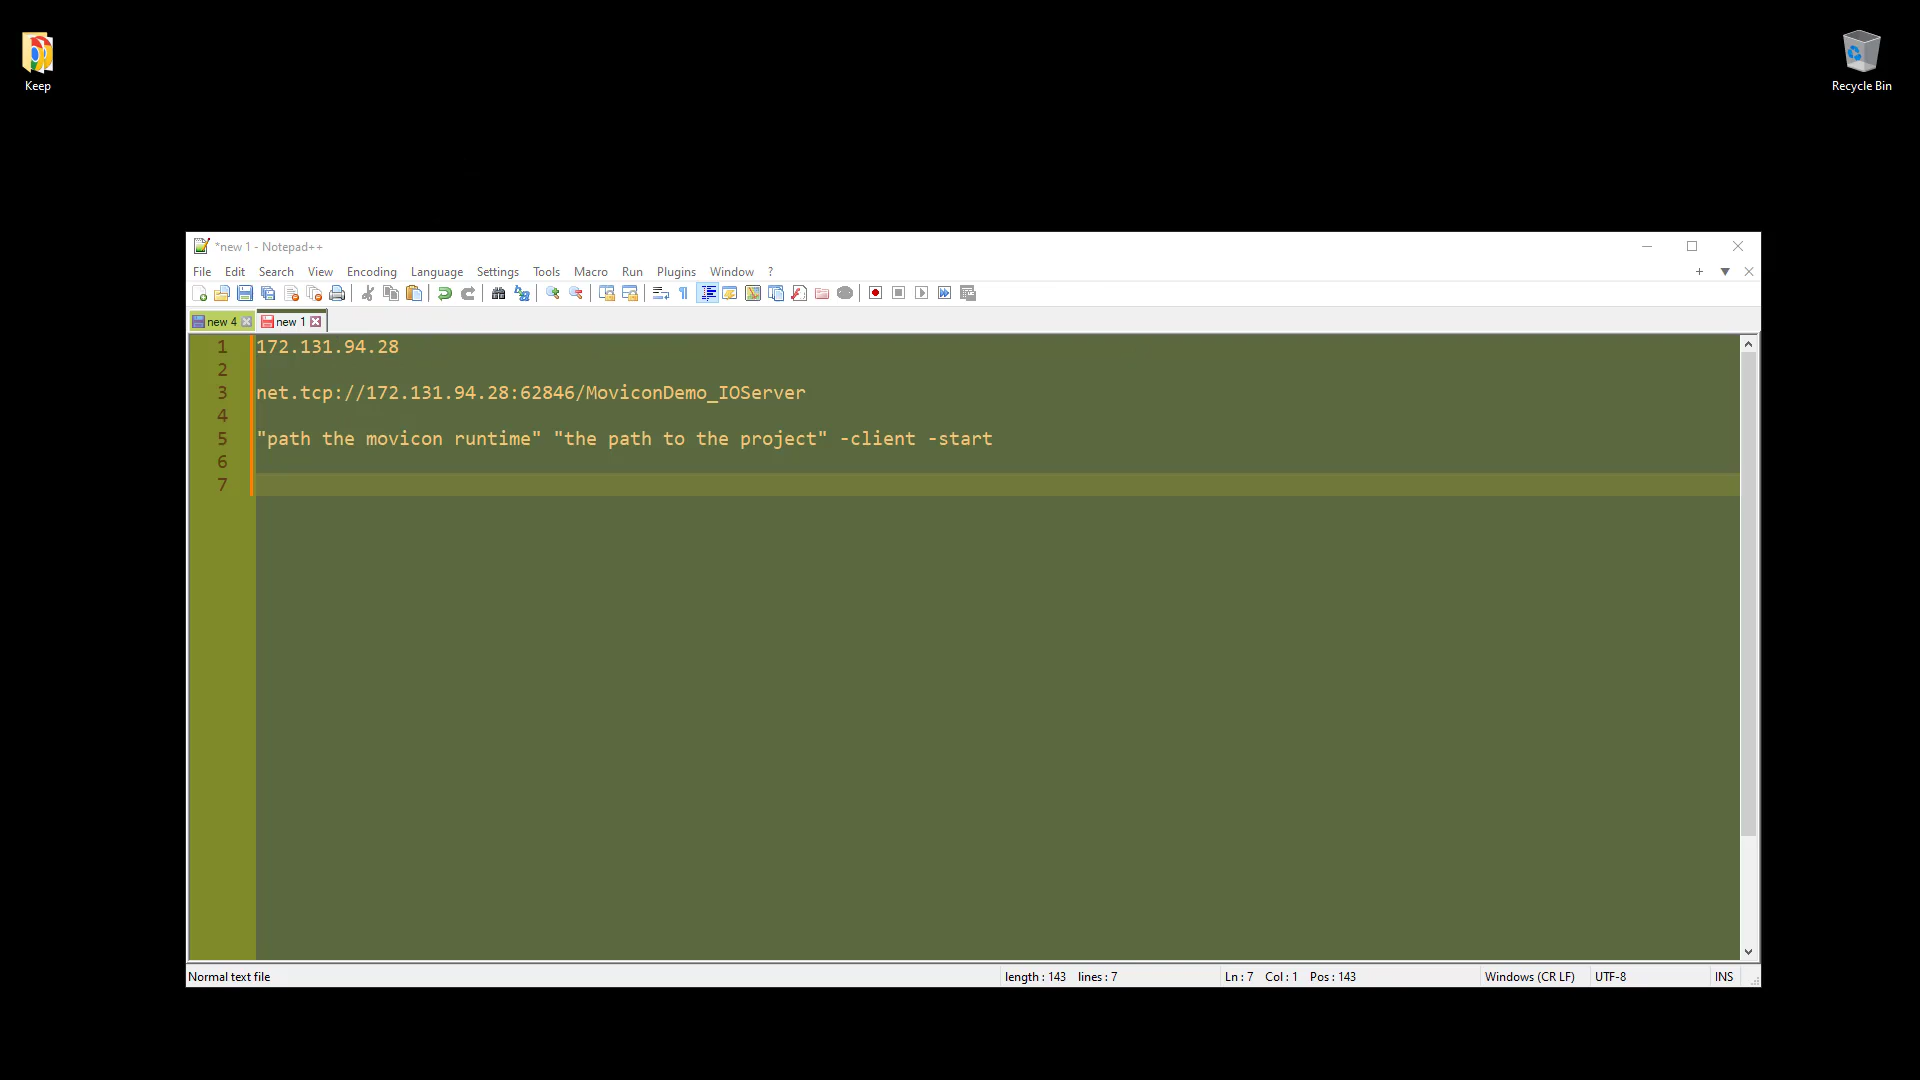 Keep
Recycle Bin
*new 1 - Notepad++
File Edit Search View Encoding Language Settings Tools Macro Run Plugins Window ?
new 4 new 1
1 172.131.94.28
2
3 net.tcp://172.131.94.28:62846/MoviconDemo_IOServer
4
5 "path the movicon runtime" "the path to the project" -client -start
6
7
Normal text file length : 143 lines : 7 Ln : 7 Col : 1 Pos : 143 Windows (CR LF) UTF-8 INS